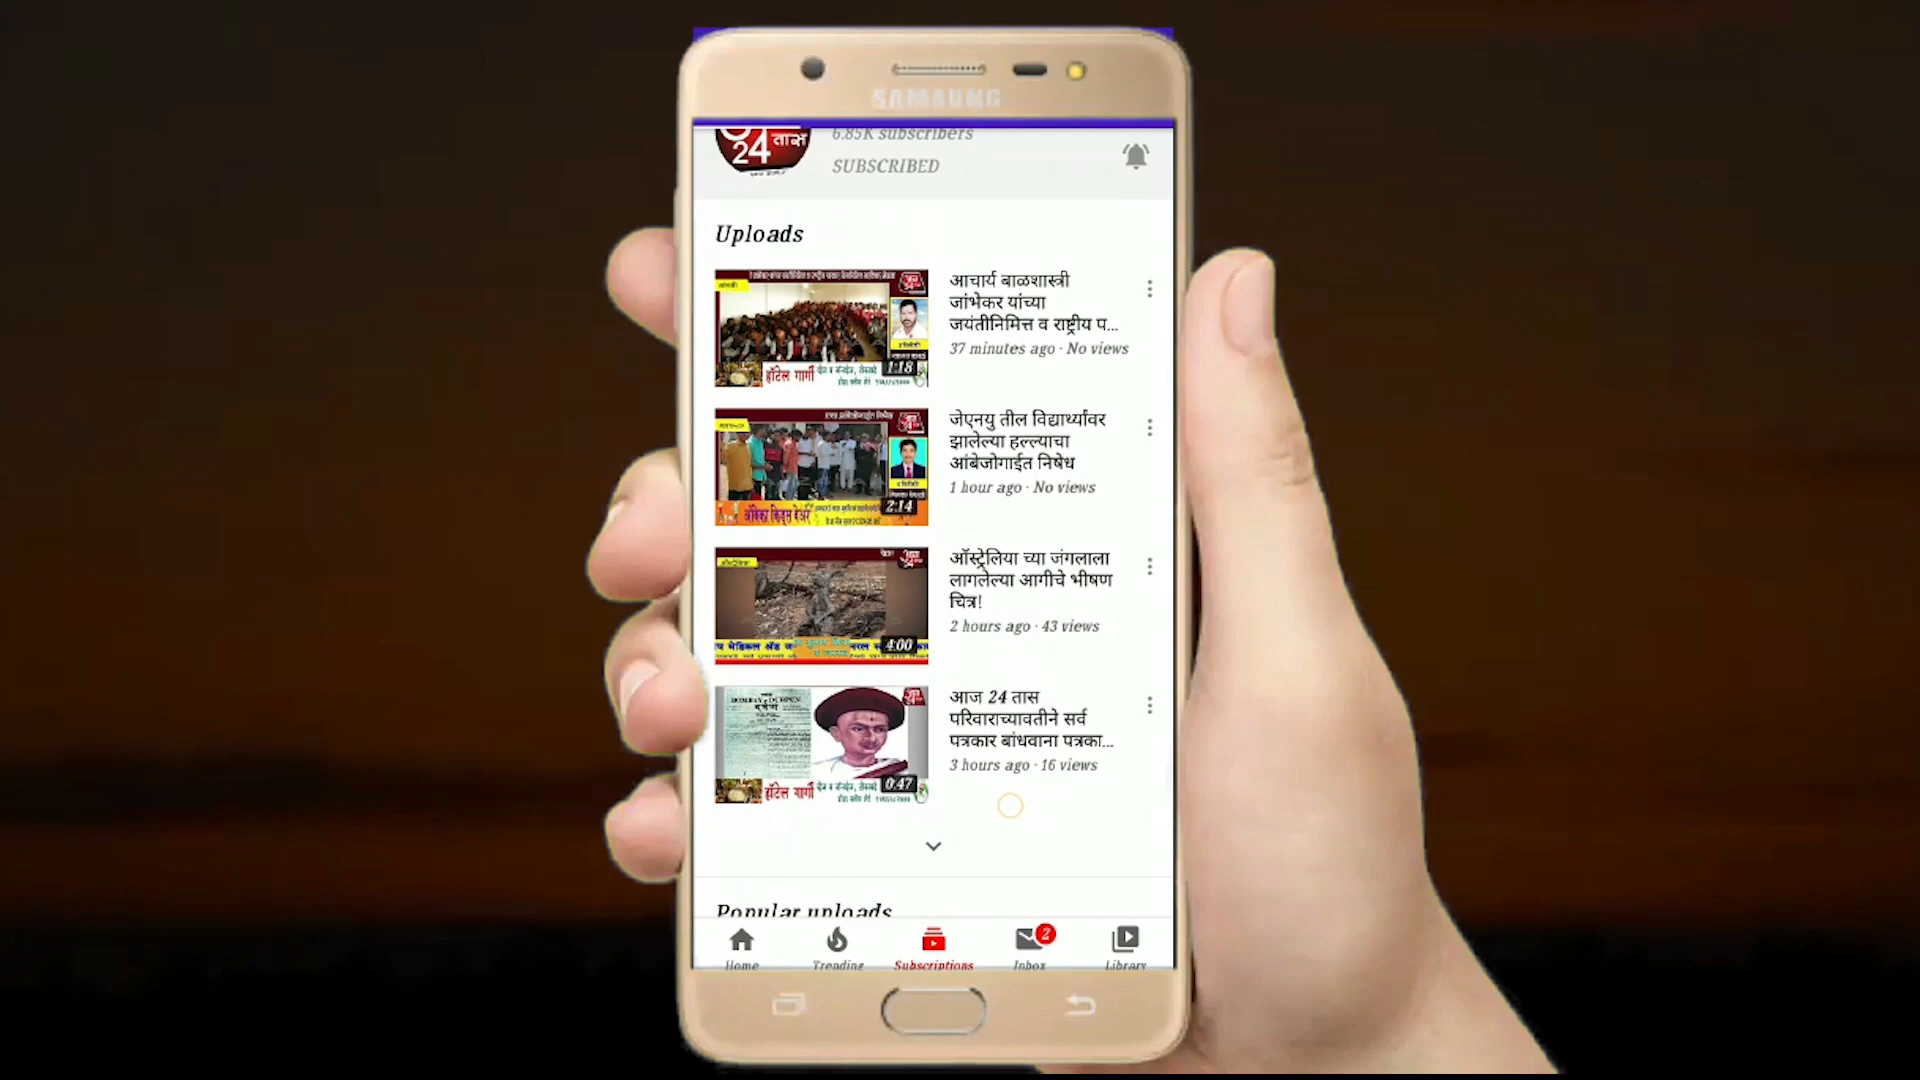 SAMSUNG
24 तास
6.85K subscribers
SUBSCRIBED
Uploads
आचार्य बाळशास्त्री
जांभेकर यांच्या
जयंतीनिमित्त व राष्ट्रीय प...
37 minutes ago · No views
हॉटेल गार्गी
1:18
जेएनयु तील विद्यार्थ्यांवर
झालेल्या हल्ल्याचा
आंबेजोगाईत निषेध
1 hour ago · No views
अंबिका किड्स वेअर
2:14
ऑस्ट्रेलिया च्या जंगलाला
लागलेल्या आगीचे भीषण
चित्र!
2 hours ago · 43 views
4:00
आज 24 तास
परिवाराच्यावतीने सर्व
पत्रकार बांधवाना पत्रका...
3 hours ago · 16 views
हॉटेल गार्गी
0:47
Popular uploads
Home
Trending
Subscriptions
Inbox
2
Library